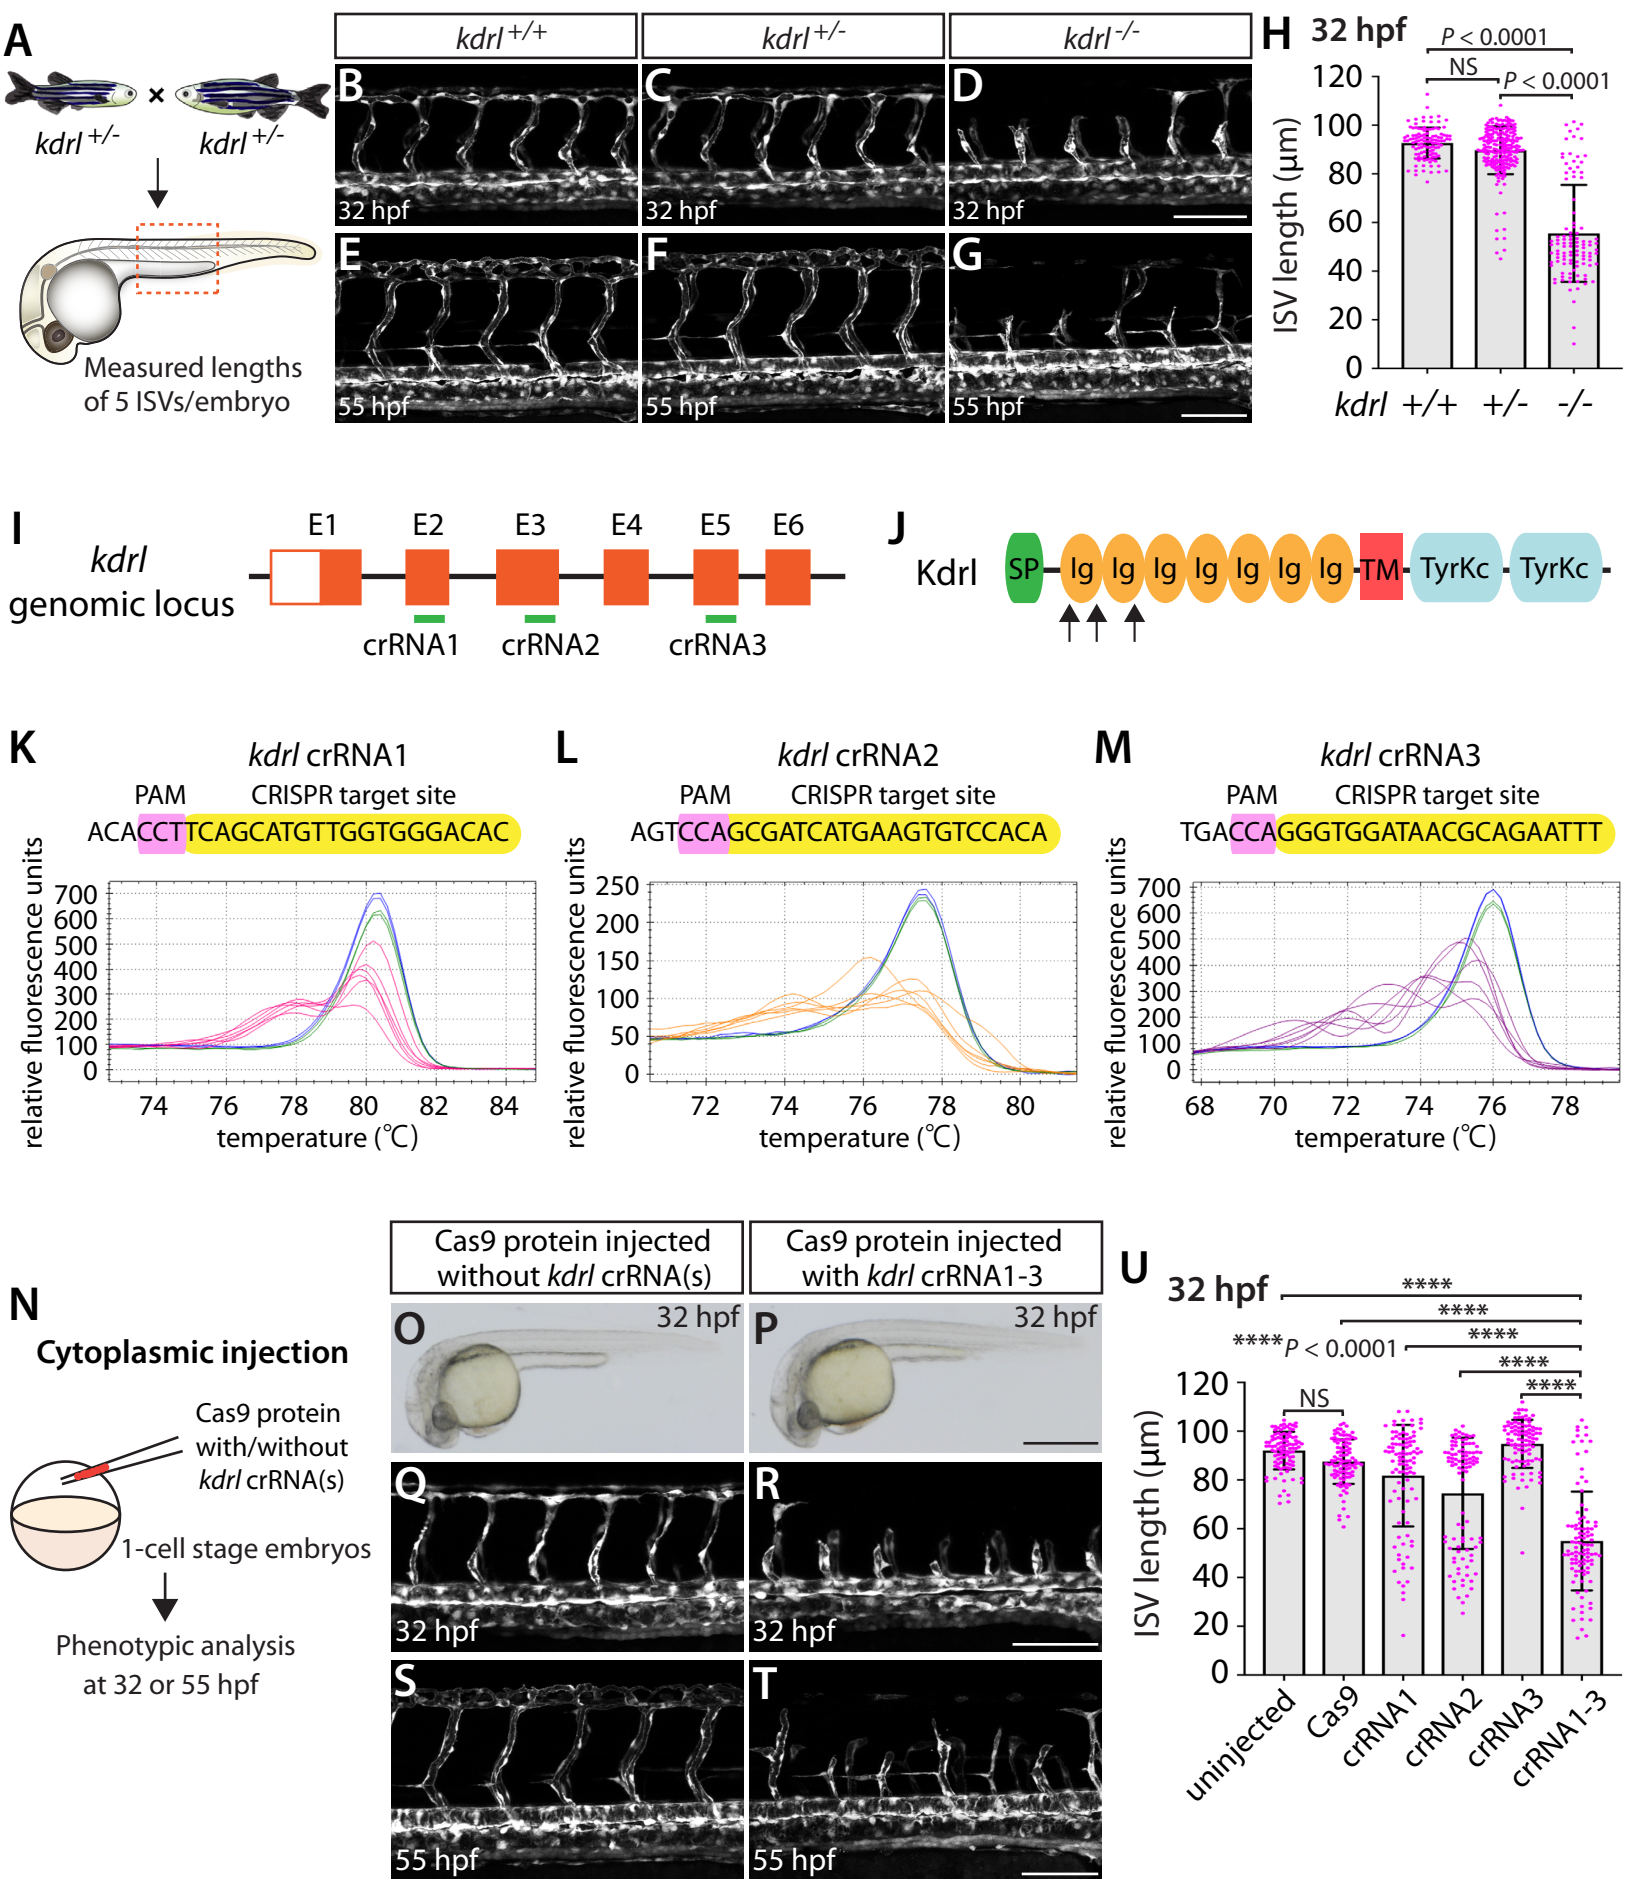 A
kdrl +/- × kdrl +/-
Measured lengths
of 5 ISVs/embryo
kdrl +/+
kdrl +/-
kdrl -/-
B
32 hpf
C
32 hpf
D
32 hpf
E
55 hpf
F
55 hpf
G
55 hpf
H 32 hpf
P < 0.0001
NS
P < 0.0001
ISV length (µm)
120
100
80
60
40
20
0
kdrl +/+ +/- -/-
I
kdrl
genomic locus
E1 E2 E3 E4 E5 E6
crRNA1 crRNA2 crRNA3
J
Kdrl
SP Ig Ig Ig Ig Ig Ig Ig TM TyrKc TyrKc
K
kdrl crRNA1
PAM CRISPR target site
ACACCTTCAGCATGTTGGTGGGACAC
relative fluorescence units
700
600
500
400
300
200
100
0
74 76 78 80 82 84
temperature (℃)
L
kdrl crRNA2
PAM CRISPR target site
AGTCCAGCGATCATGAAGTGTCCACA
relative fluorescence units
250
200
150
100
50
0
72 74 76 78 80
temperature (℃)
M
kdrl crRNA3
PAM CRISPR target site
TGACCAGGGTGGATAACGCAGAATTT
relative fluorescence units
700
600
500
400
300
200
100
0
68 70 72 74 76 78
temperature (℃)
N
Cytoplasmic injection
Cas9 protein
with/without
kdrl crRNA(s)
1-cell stage embryos
Phenotypic analysis
at 32 or 55 hpf
Cas9 protein injected
without kdrl crRNA(s)
Cas9 protein injected
with kdrl crRNA1-3
O 32 hpf
P 32 hpf
Q
32 hpf
R
32 hpf
S
55 hpf
T
55 hpf
U
32 hpf
****
****
****P < 0.0001
****
****
****
NS
ISV length (µm)
120
100
80
60
40
20
0
uninjected
Cas9
crRNA1
crRNA2
crRNA3
crRNA1-3